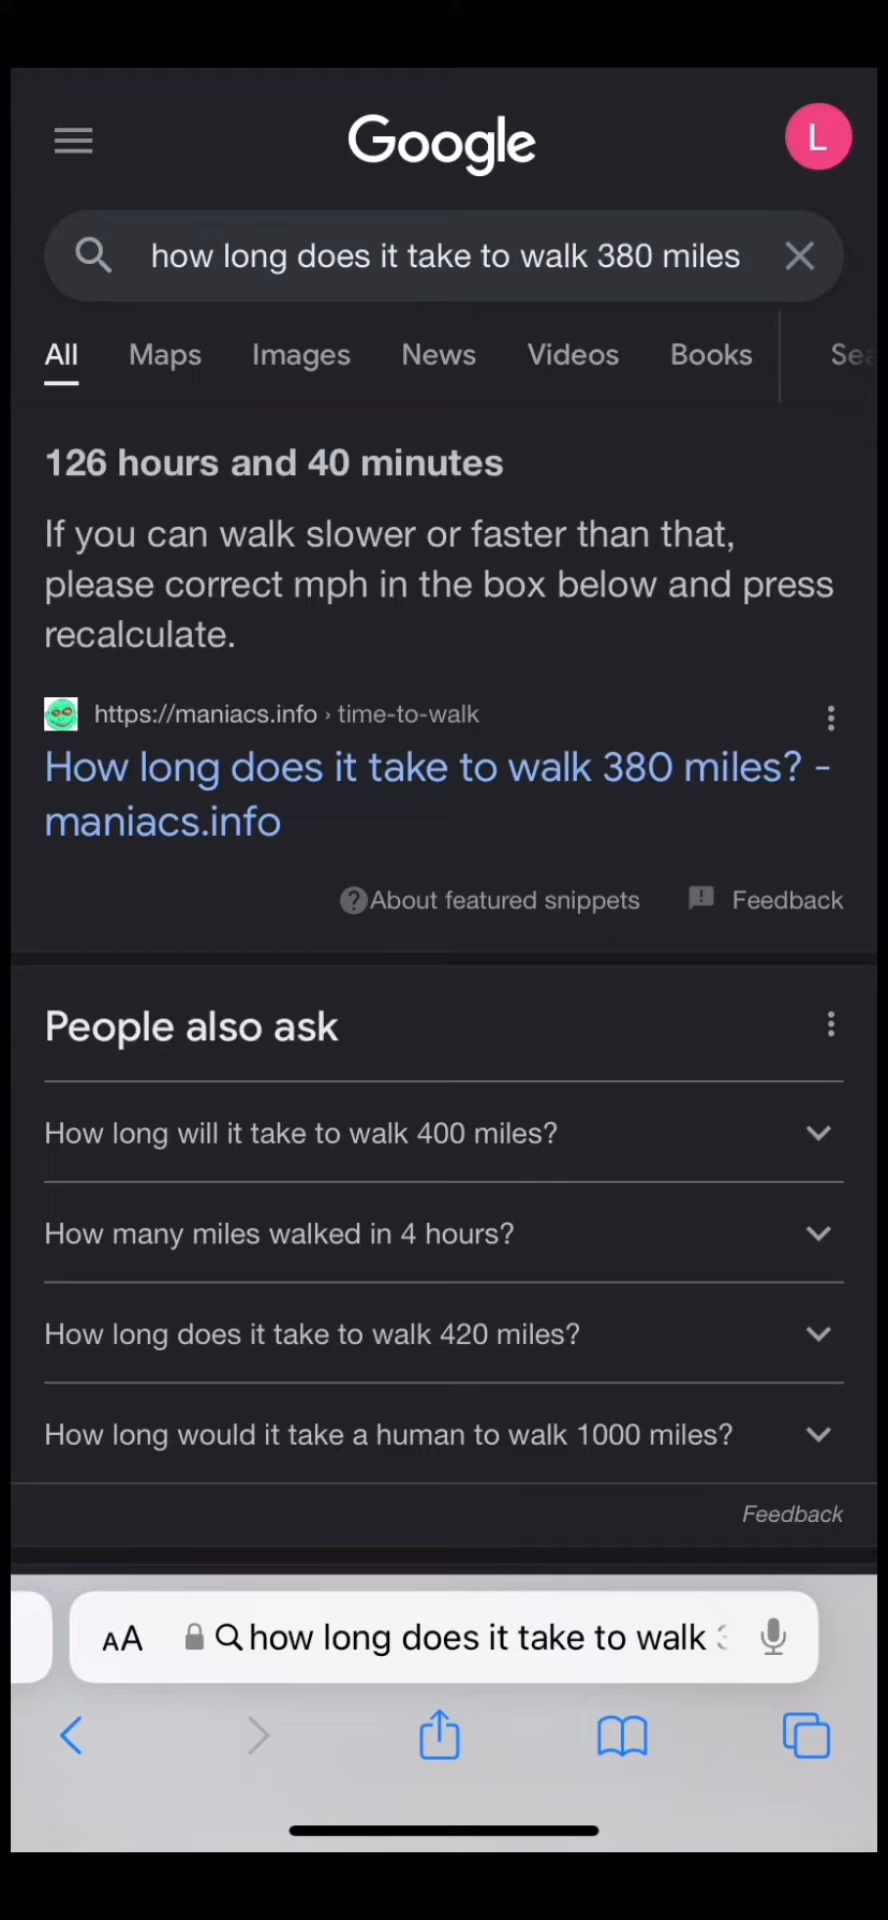 Google
L
how long does it take to walk 380 miles
All Maps Images News Videos Books Sea
126 hours and 40 minutes
If you can walk slower or faster than that,
please correct mph in the box below and press
recalculate.
https://maniacs.info › time-to-walk
How long does it take to walk 380 miles? -
maniacs.info
About featured snippets Feedback
People also ask
How long will it take to walk 400 miles?
How many miles walked in 4 hours?
How long does it take to walk 420 miles?
How long would it take a human to walk 1000 miles?
Feedback
AA how long does it take to walk